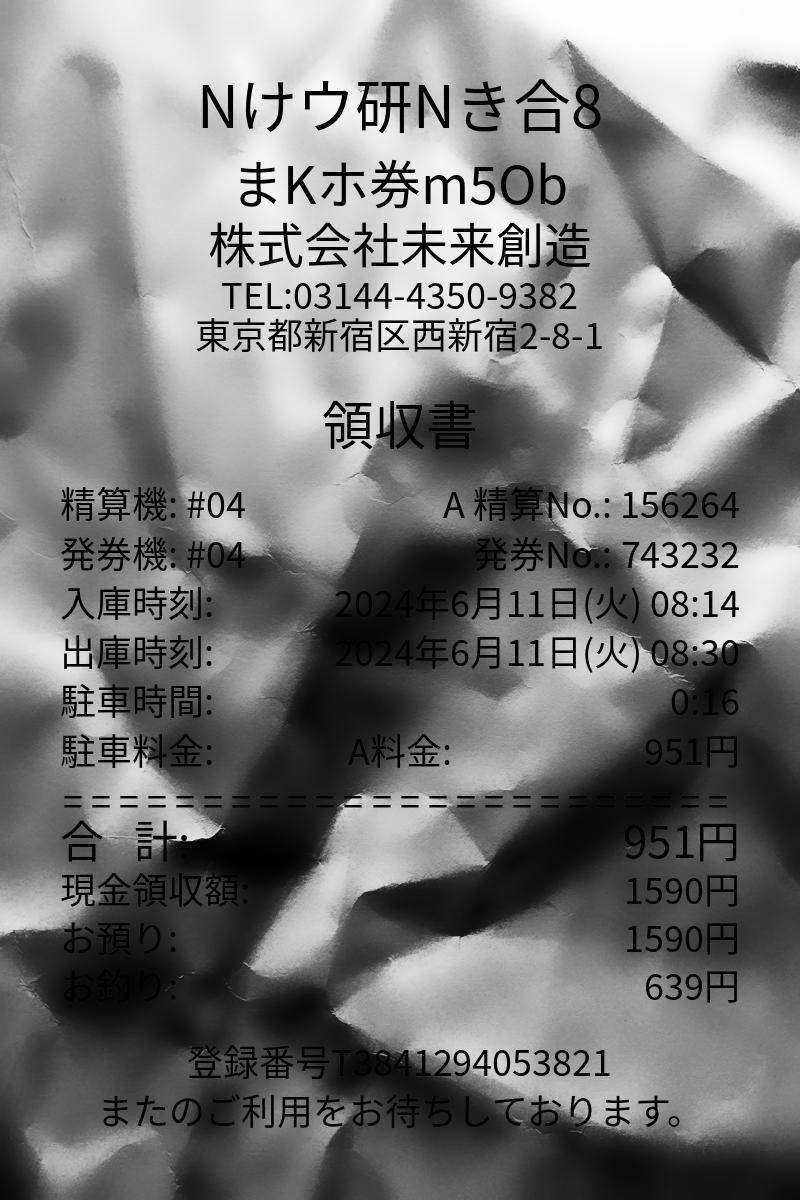 Nけウ研Nき合8
まKホ券m5Ob
株式会社未来創造
TEL:03144-4350-9382
東京都新宿区西新宿2-8-1
領収書
精算機: #04 A 精算No.: 156264
発券機: #04 発券No.: 743232
入庫時刻: 2024年6月11日(火) 08:14
出庫時刻: 2024年6月11日(火) 08:30
駐車時間: 0:16
駐車料金: A料金: 951円
========================
合 計: 951円
現金領収額: 1590円
お預り: 1590円
お釣り: 639円
登録番号T3841294053821
またのご利用をお待ちしております。